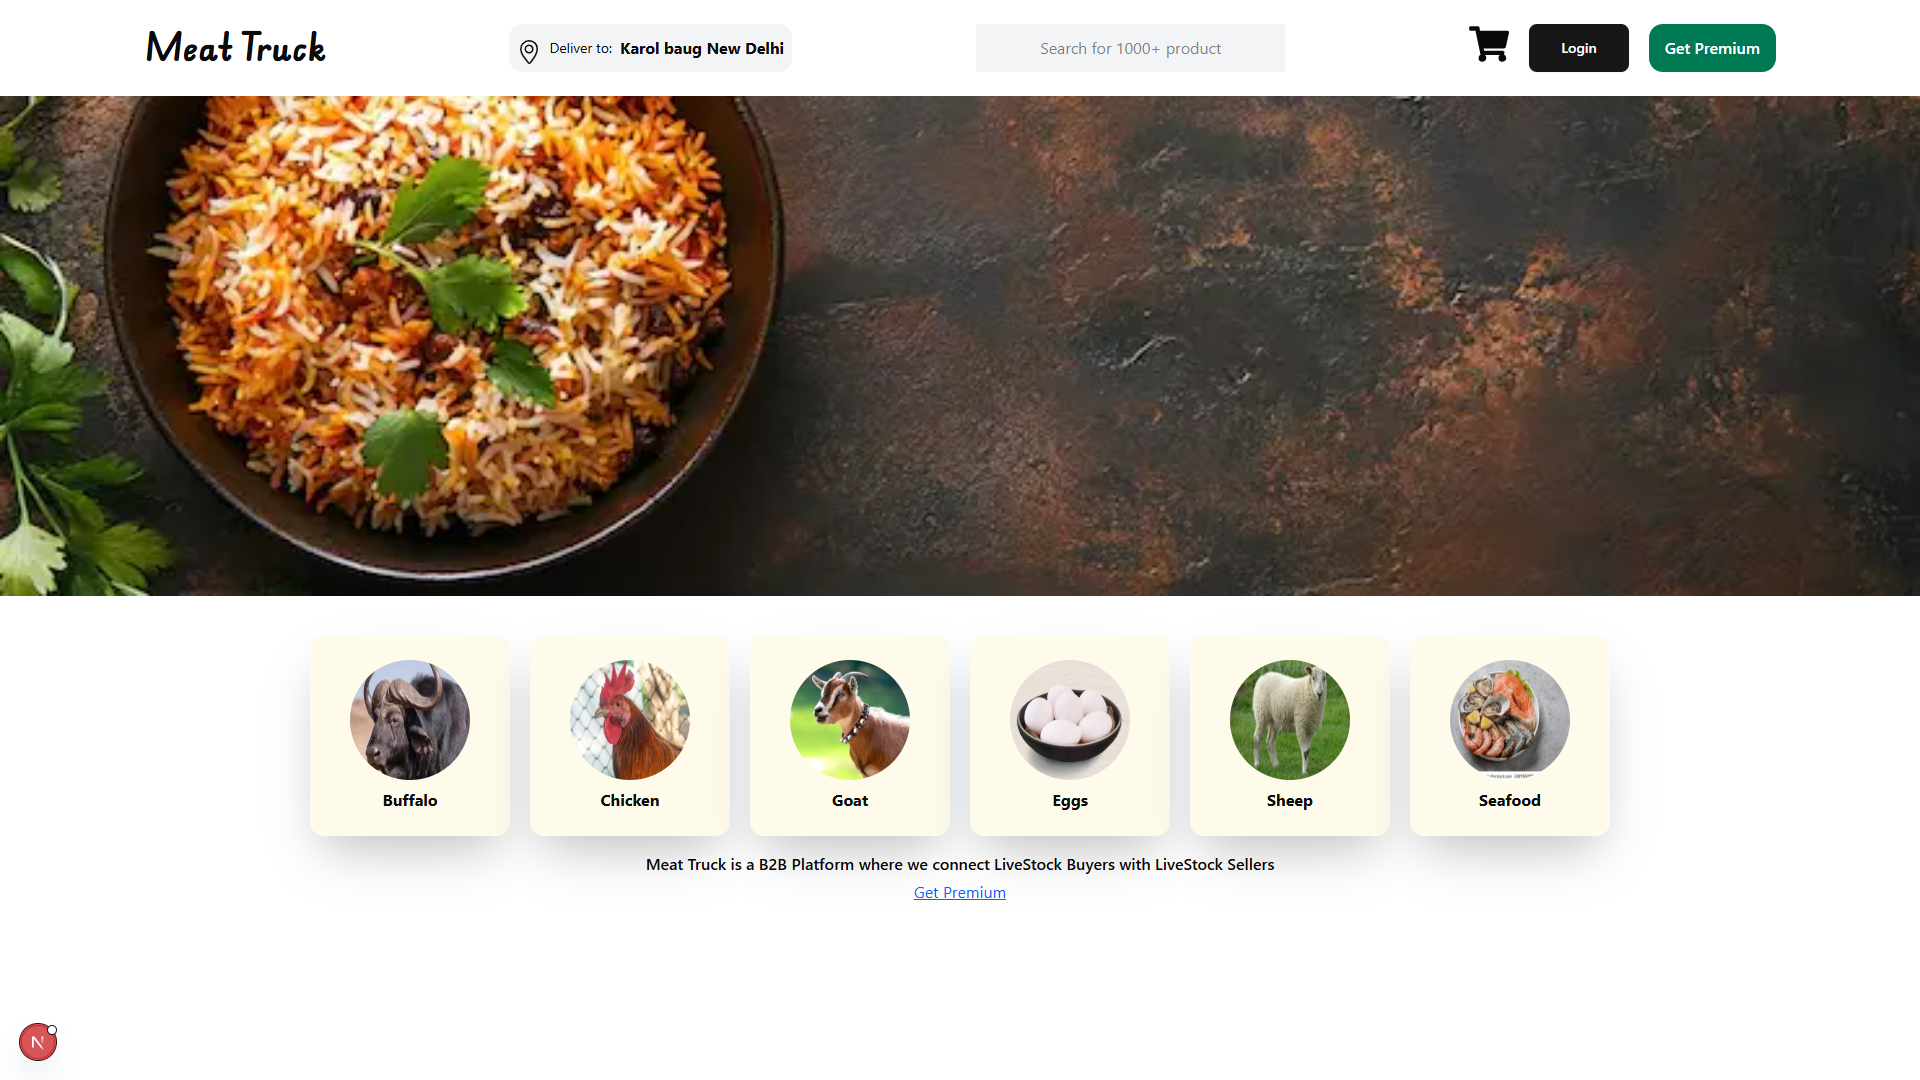 Meat Truck
Deliver to: Karol baug New Delhi
Search for 1000+ product
Login
Get Premium
Buffalo
Chicken
Goat
Eggs
Sheep
Seafood
Meat Truck is a B2B Platform where we connect LiveStock Buyers with LiveStock Sellers
Get Premium
N